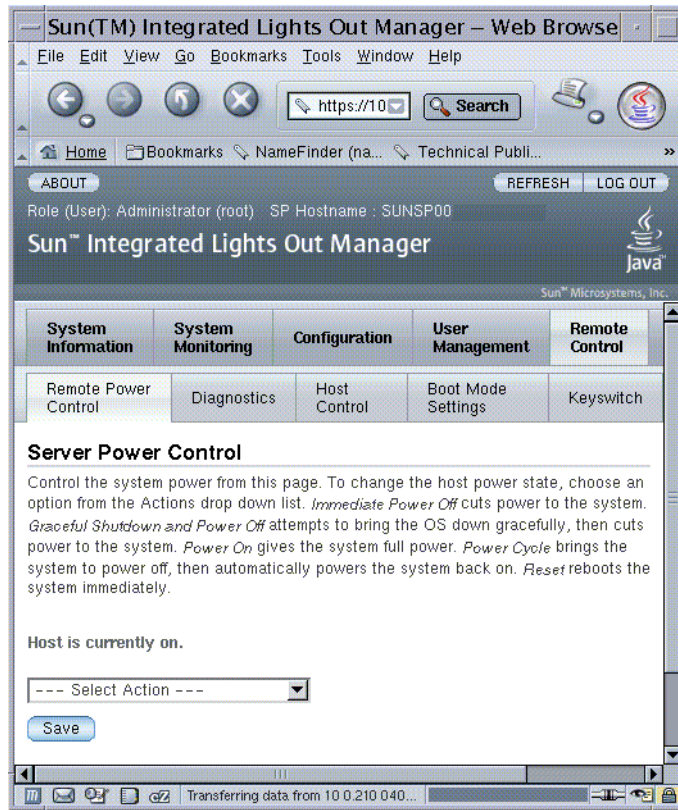 Sun(TM) Integrated Lights Out Manager – Web Browse
File Edit View Go Bookmarks Tools Window Help
https://10 Search
Home Bookmarks NameFinder (na... Technical Publi... »
ABOUT REFRESH LOG OUT
Role (User): Administrator (root) SP Hostname : SUNSP00
Sun™ Integrated Lights Out Manager
Java™
Sun™ Microsystems, Inc.
System Information System Monitoring Configuration User Management Remote Control
Remote Power Control Diagnostics Host Control Boot Mode Settings Keyswitch
Server Power Control
Control the system power from this page. To change the host power state, choose an
option from the Actions drop down list. Immediate Power Off cuts power to the system.
Graceful Shutdown and Power Off attempts to bring the OS down gracefully, then cuts
power to the system. Power On gives the system full power. Power Cycle brings the
system to power off, then automatically powers the system back on. Reset reboots the
system immediately.
Host is currently on.
--- Select Action ---
Save
Transferring data from 10 0.210 040...